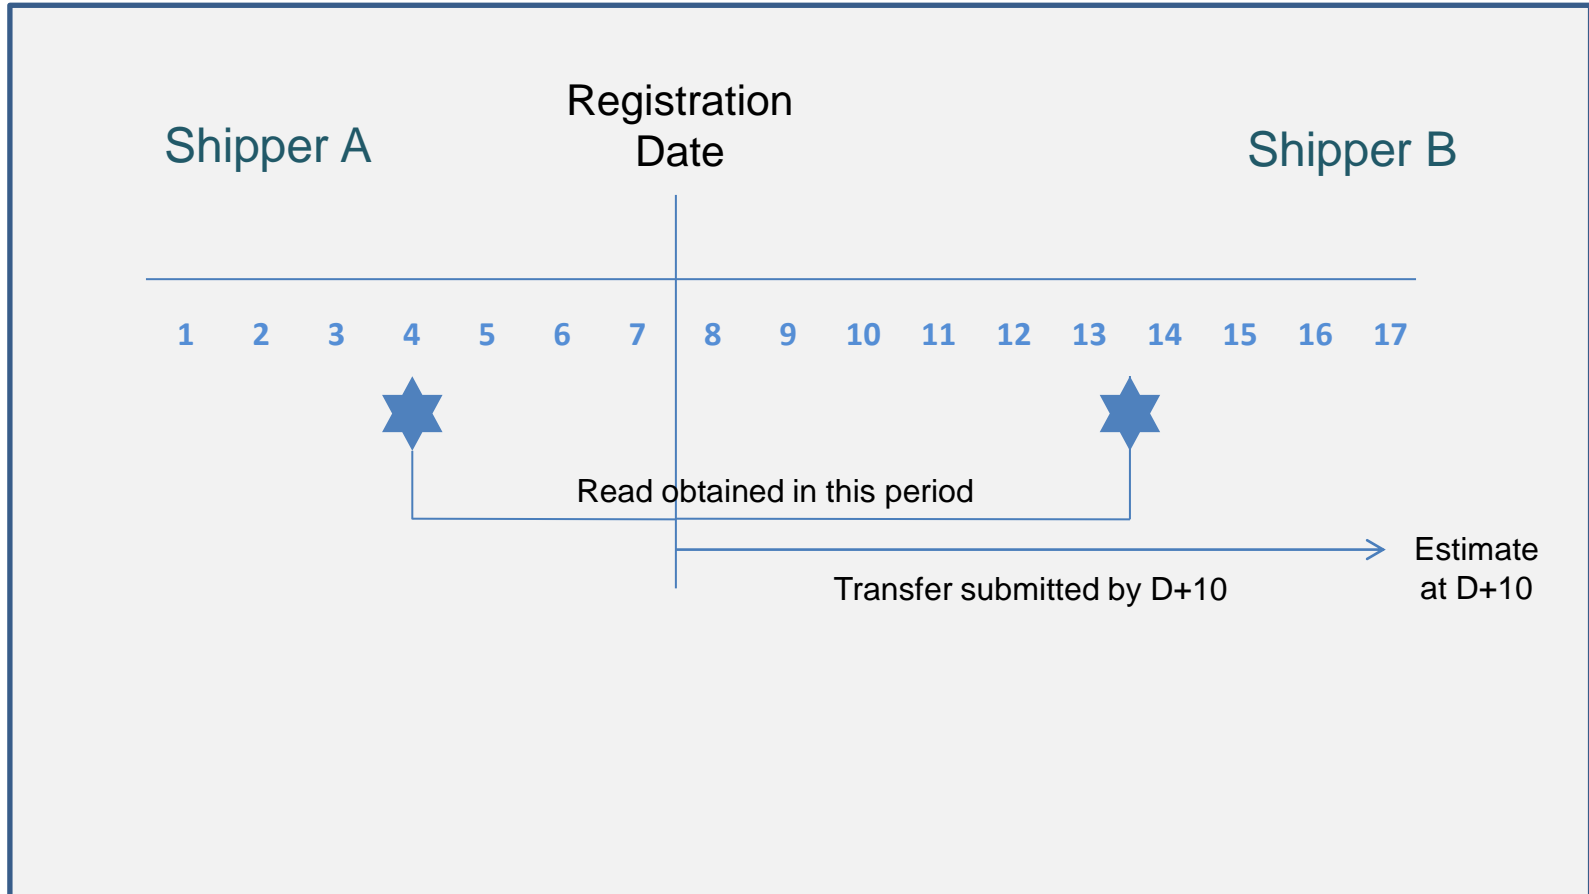 Registration
Date
Shipper A
Shipper B
1 2 3 4 5 6 7 8 9 10 11 12 13 14 15 16 17
Read obtained in this period
Transfer submitted by D+10
Estimate
at D+10